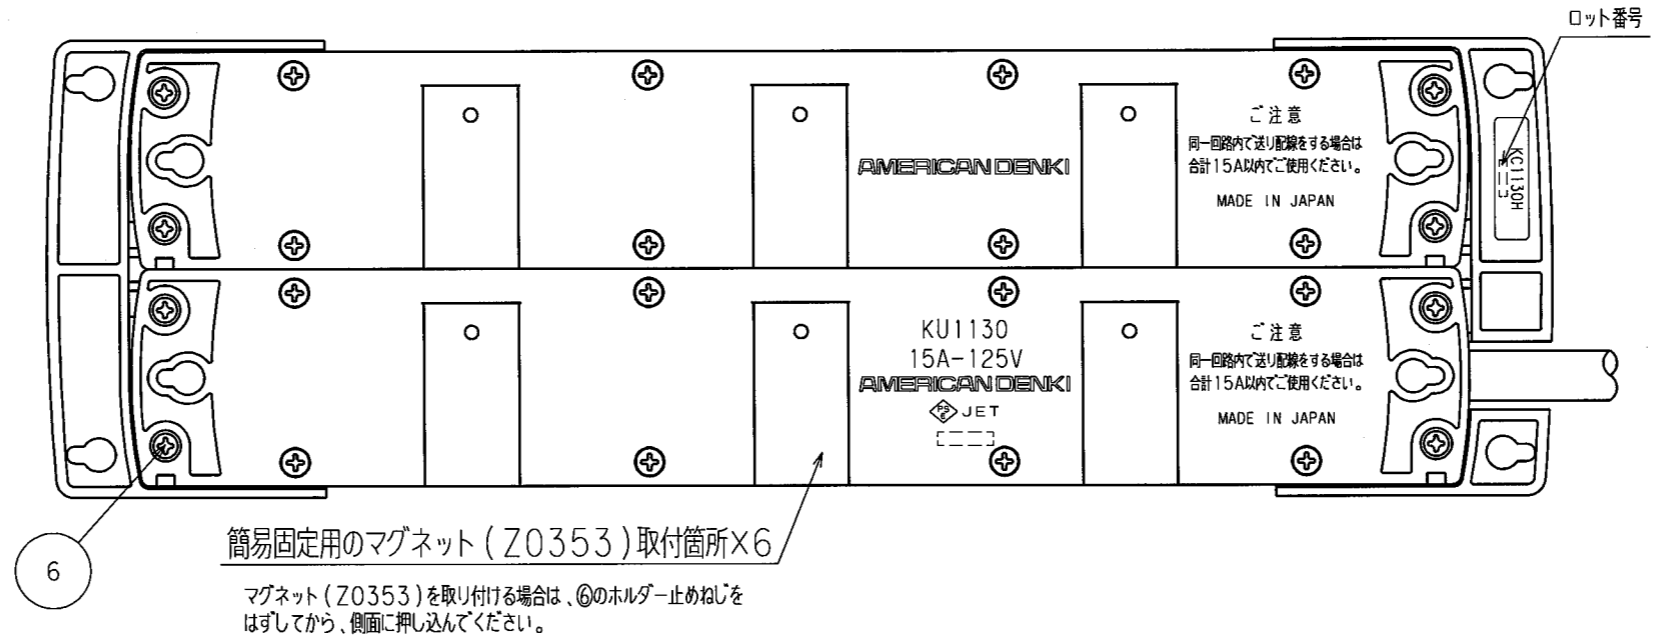 ロット番号
ご注意
同一回路内で送り配線をする場合は
合計15A以内でご使用ください。
MADE IN JAPAN
AMERICAN DENKI
KC1130H
KU1130
15A-125V
AMERICAN DENKI
PS
E
JET
ご注意
同一回路内で送り配線をする場合は
合計15A以内でご使用ください。
MADE IN JAPAN
6
簡易固定用のマグネット(Z0353)取付箇所×6
マグネット(Z0353)を取り付ける場合は、⑥のホルダー止めねじを
はずしてから、側面に押し込んでください。